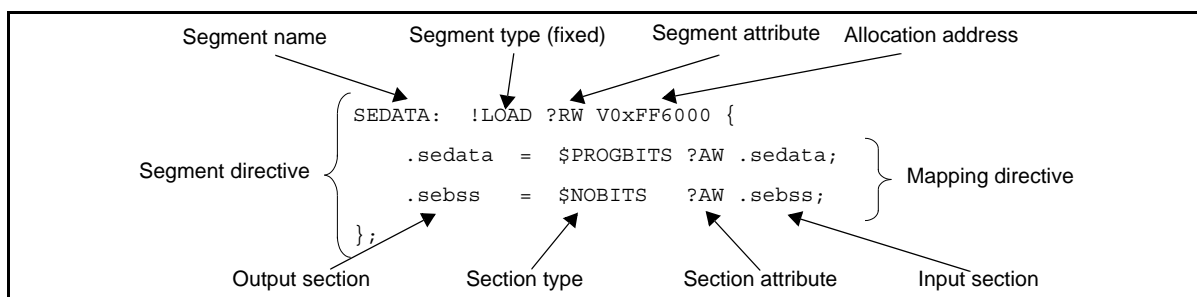 Segment name Segment type (fixed) Segment attribute Allocation address
SEDATA: !LOAD ?RW V0xFF6000 {
.sedata = $PROGBITS ?AW .sedata;
Segment directive Mapping directive
.sebss = $NOBITS ?AW .sebss;
};
Output section Section type Section attribute Input section